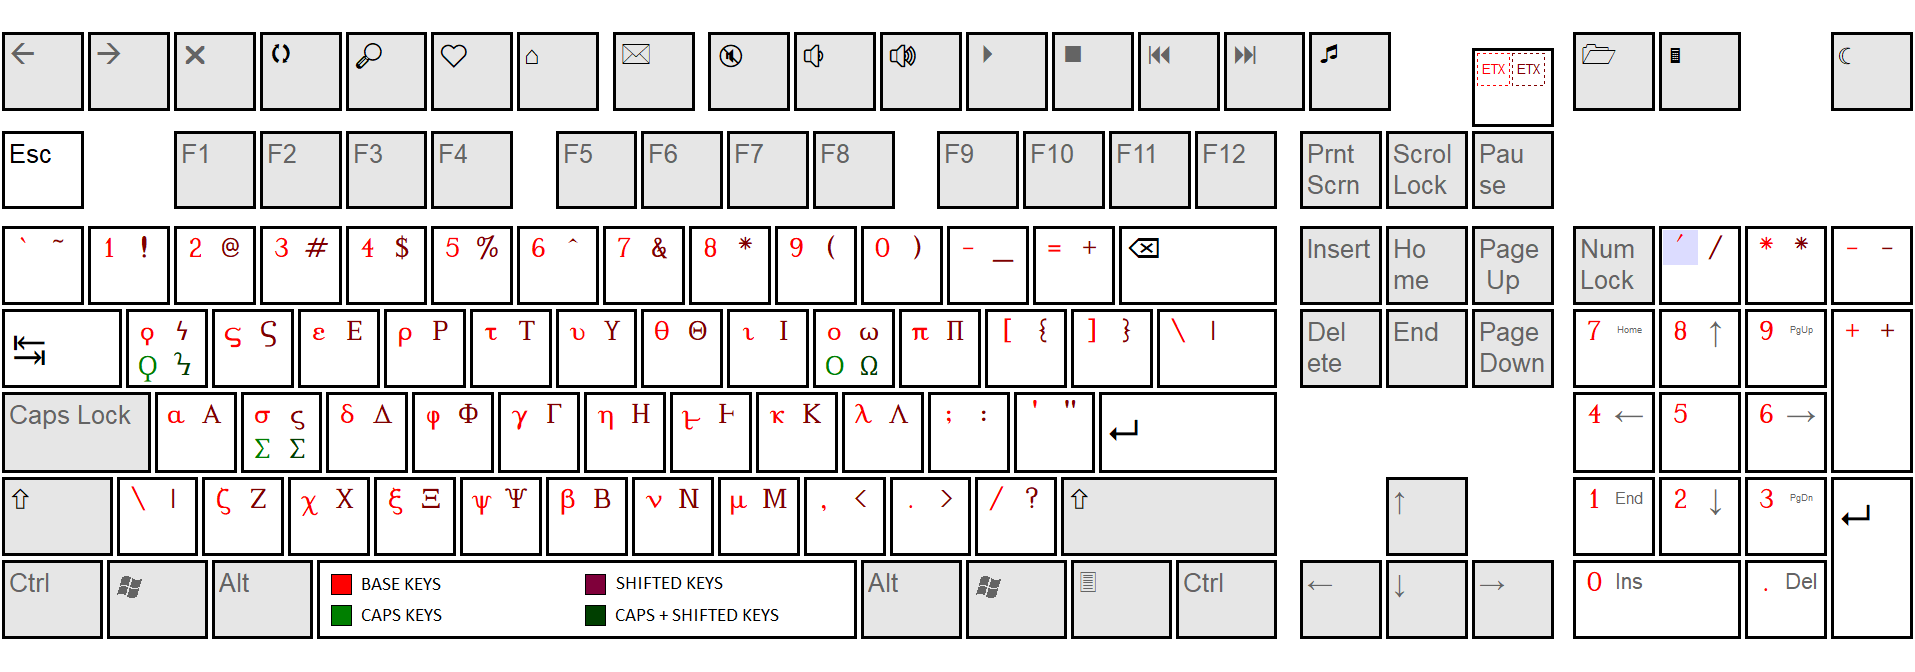 ETX ETX
Esc F1 F2 F3 F4 F5 F6 F7 F8 F9 F10 F11 F12 Prnt Scrn Scrol Lock Pau se
` ~ 1 ! 2 @ 3 # 4 $ 5 % 6 ^ 7 & 8 * 9 ( 0 ) - _ = + Insert Ho me Page Up Num Lock ´ / * * - -
ϙ ϟ Ϙ Ϟ ϛ Ϛ ε Ε ρ Ρ τ Τ υ Υ θ Θ ι Ι ο ω Ο Ω π Π [ { ] } \ | Del ete End Page Down 7 Home 8 ↑ 9 PgUp + +
Caps Lock α Α σ ς Σ Σ δ Δ φ Φ γ Γ η Η ⱶ Ⱶ κ Κ λ Λ ; : ' " 4 ← 5 6 →
\ | ζ Ζ χ Χ ξ Ξ ψ Ψ β Β ν Ν μ Μ , < . > / ? ↑ 1 End 2 ↓ 3 PgDn
Ctrl Alt BASE KEYS SHIFTED KEYS Alt Ctrl ← ↓ → 0 Ins . Del
CAPS KEYS CAPS + SHIFTED KEYS